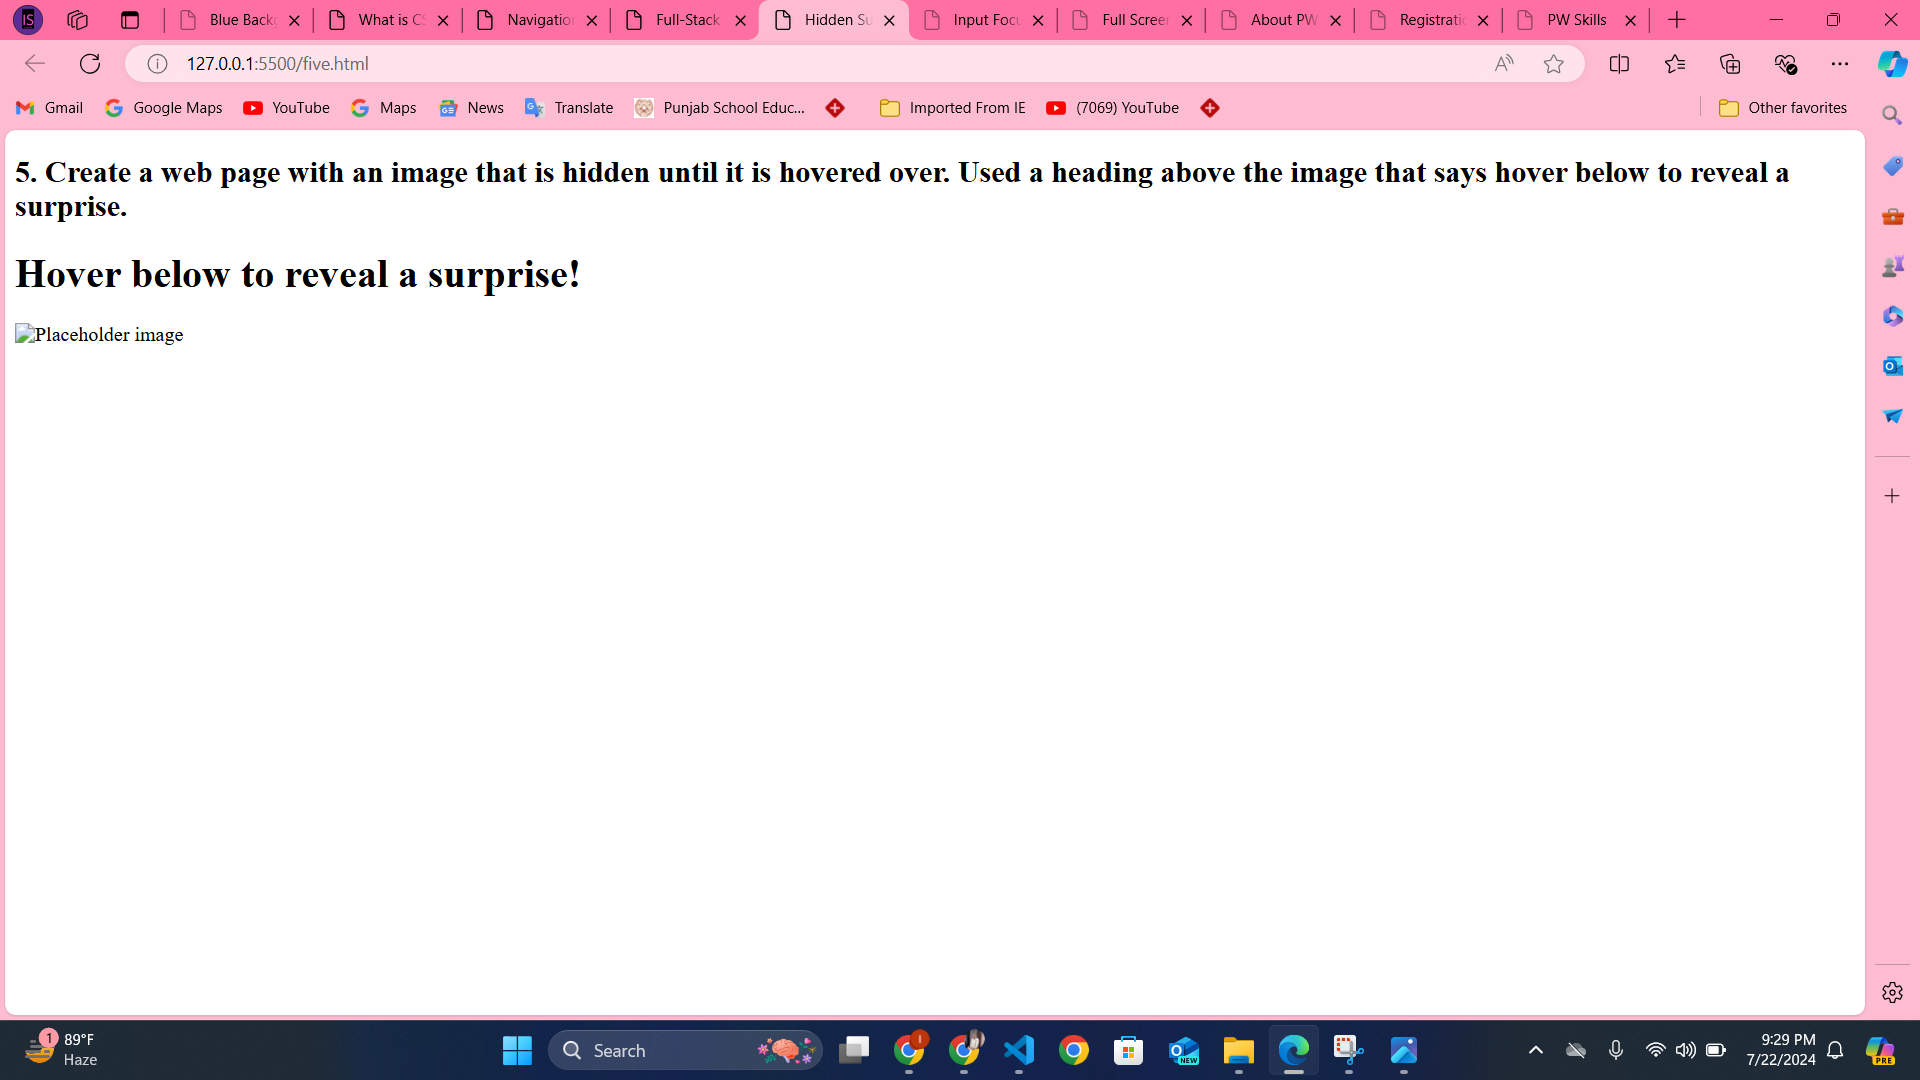 IS
Blue Backg
What is CS
Navigation
Full-Stack
Hidden Su
Input Focu
Full Screen
About PW
Registratio
PW Skills
127.0.0.1:5500/five.html
Gmail
Google Maps
YouTube
Maps
News
Translate
Punjab School Educ...
Imported From IE
(7069) YouTube
Other favorites
5. Create a web page with an image that is hidden until it is hovered over. Used a heading above the image that says hover below to reveal a
surprise.
Hover below to reveal a surprise!
Placeholder image
1
89°F
Haze
Search
NEW
9:29 PM
7/22/2024
PRE